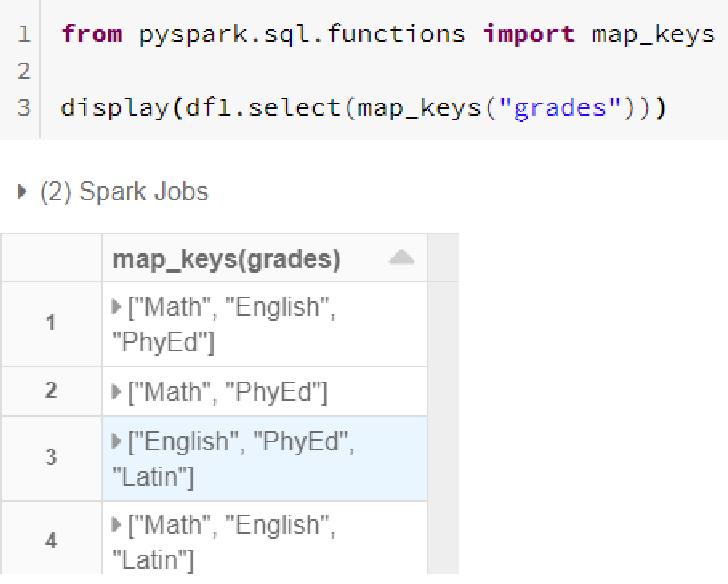 1 from pyspark.sql.functions import map_keys
2
3 display(df1.select(map_keys("grades")))
(2) Spark Jobs
map_keys(grades)
1 ["Math", "English",
"PhyEd"]
2 ["Math", "PhyEd"]
3 ["English", "PhyEd",
"Latin"]
4 ["Math", "English",
"Latin"]